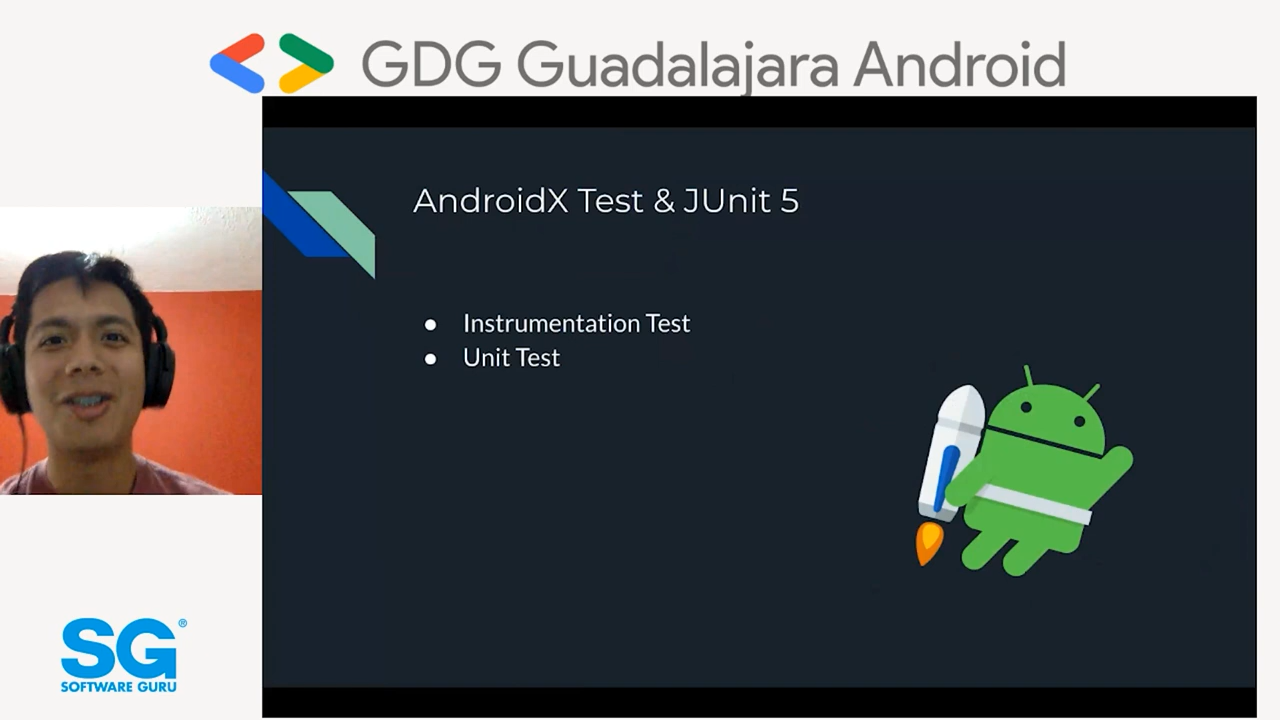 GDG Guadalajara Android
AndroidX Test & JUnit 5
● Instrumentation Test
● Unit Test
SG®
SOFTWARE GURU